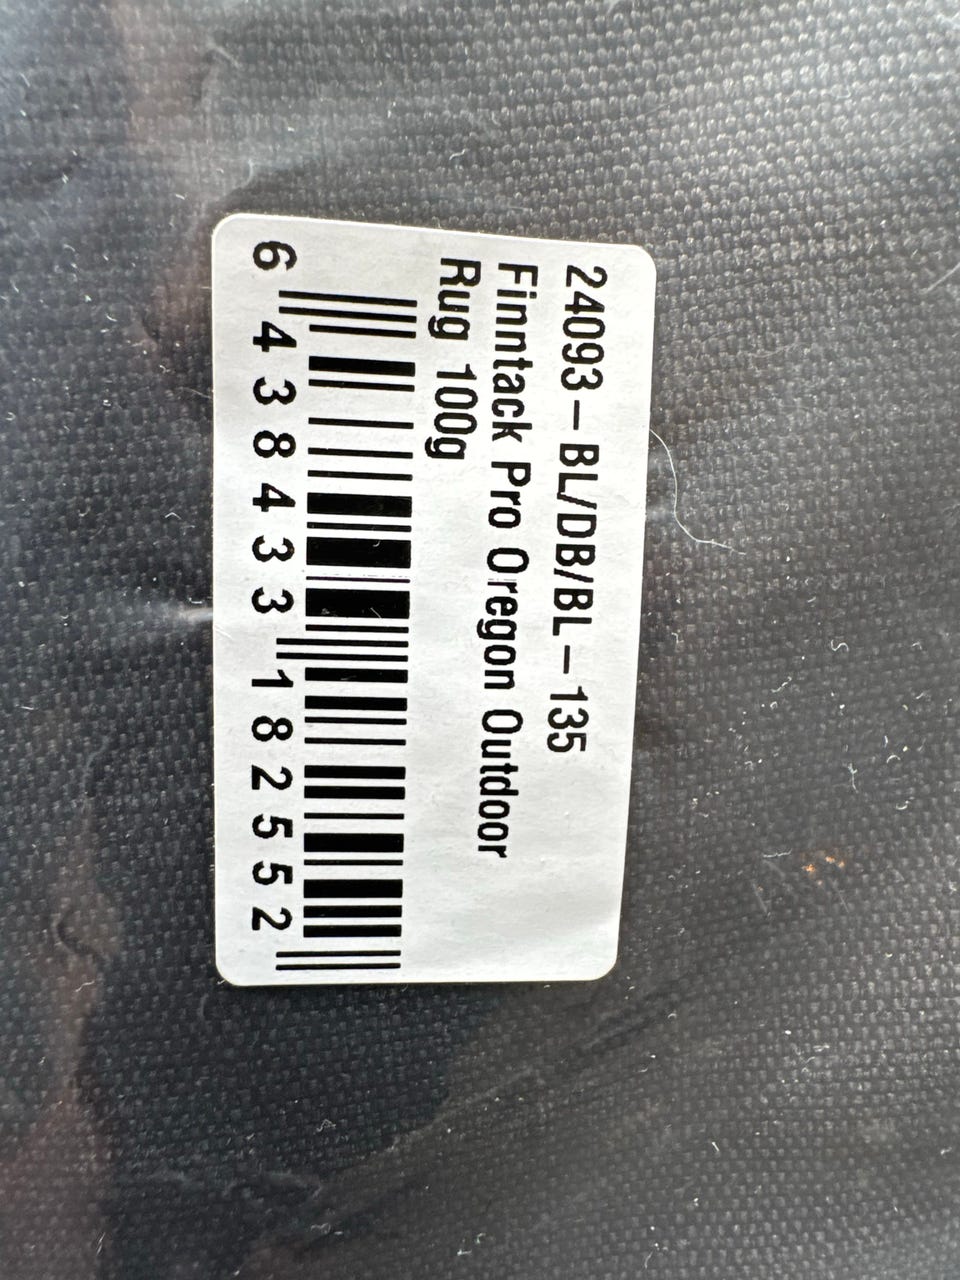 24093-BL/DB/BL-135
Finntack Pro Oregon Outdoor
Rug 100g
6 438433 182552